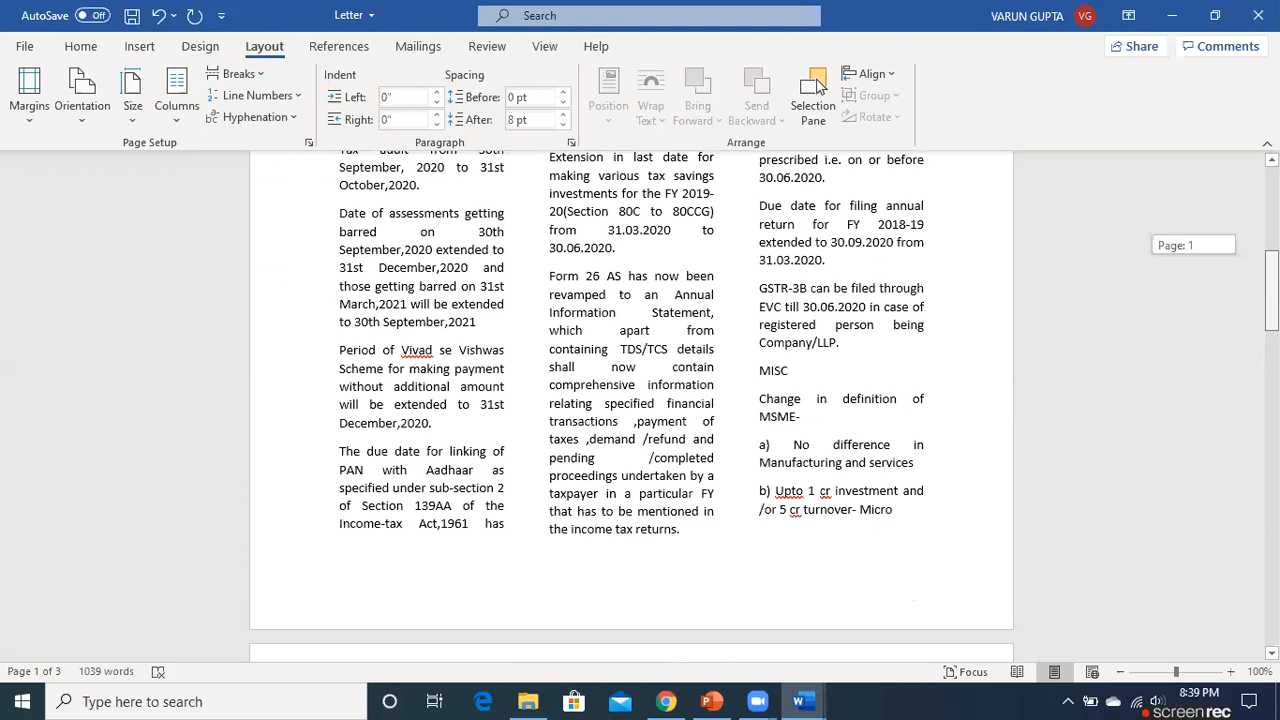 AutoSave Off
Letter
Search
VARUN GUPTA
VG
File Home Insert Design Layout References Mailings Review View Help
Share
Comments
Margins
Orientation
Size
Columns
Breaks
Line Numbers
Hyphenation
Page Setup
Indent
Left: 0"
Right: 0"
Spacing
Before: 0 pt
After: 8 pt
Paragraph
Position
Wrap
Text
Bring
Forward
Send
Backward
Selection
Pane
Align
Group
Rotate
Arrange
Tax audit from 30th
September, 2020 to 31st
October,2020.
Date of assessments getting
barred on 30th
September,2020 extended to
31st December,2020 and
those getting barred on 31st
March,2021 will be extended
to 30th September,2021
Period of Vivad se Vishwas
Scheme for making payment
without additional amount
will be extended to 31st
December,2020.
The due date for linking of
PAN with Aadhaar as
specified under sub-section 2
of Section 139AA of the
Income-tax Act,1961 has
Extension in last date for
making various tax savings
investments for the FY 2019-
20(Section 80C to 80CCG)
from 31.03.2020 to
30.06.2020.
Form 26 AS has now been
revamped to an Annual
Information Statement,
which apart from
containing TDS/TCS details
shall now contain
comprehensive information
relating specified financial
transactions ,payment of
taxes ,demand /refund and
pending /completed
proceedings undertaken by a
taxpayer in a particular FY
that has to be mentioned in
the income tax returns.
prescribed i.e. on or before
30.06.2020.
Due date for filing annual
return for FY 2018-19
extended to 30.09.2020 from
31.03.2020.
GSTR-3B can be filed through
EVC till 30.06.2020 in case of
registered person being
Company/LLP.
MISC
Change in definition of
MSME-
a) No difference in
Manufacturing and services
b) Upto 1 cr investment and
/or 5 cr turnover- Micro
Page: 1
Page 1 of 3
1039 words
Focus
100%
Type here to search
8:39 PM
screenrec